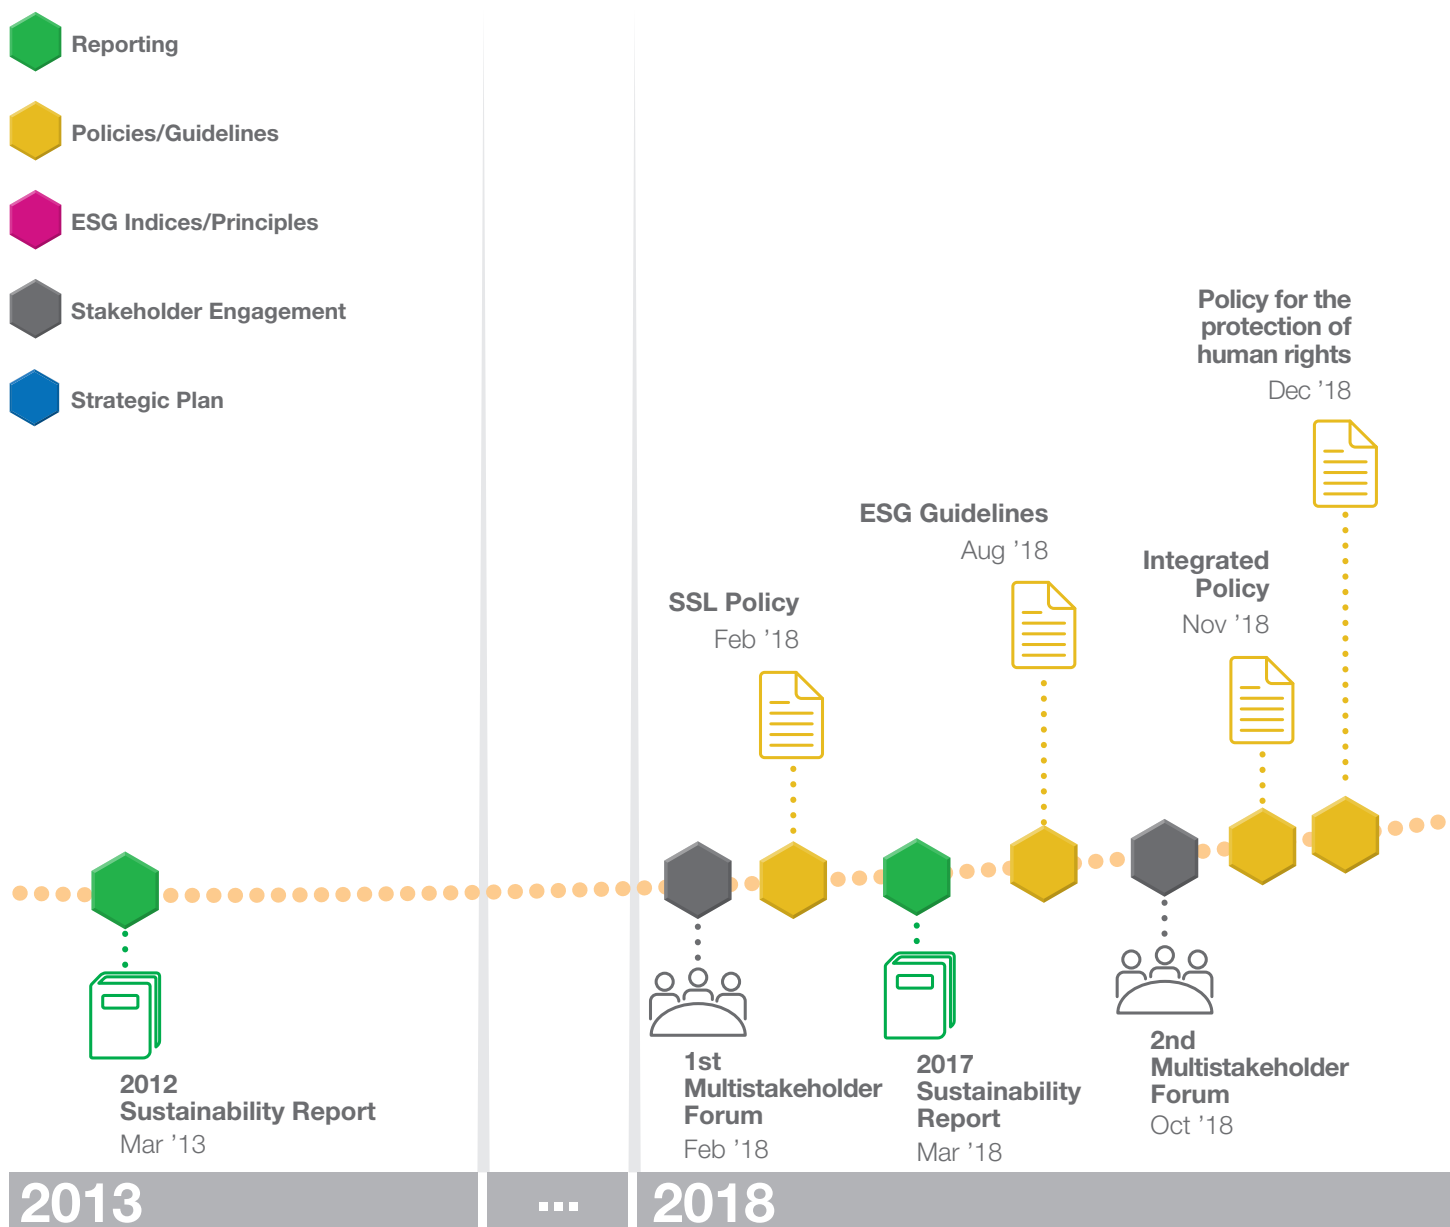 Reporting
Policies/Guidelines
ESG Indices/Principles
Stakeholder Engagement
Strategic Plan
Policy for the
protection of
human rights
Dec ’18
ESG Guidelines
Aug ’18
Integrated
Policy
Nov ’18
SSL Policy
Feb ’18
2012
Sustainability Report
Mar ’13
1st
Multistakeholder
Forum
Feb ’18
2017
Sustainability
Report
Mar ’18
2nd
Multistakeholder
Forum
Oct ’18
2013
...
2018